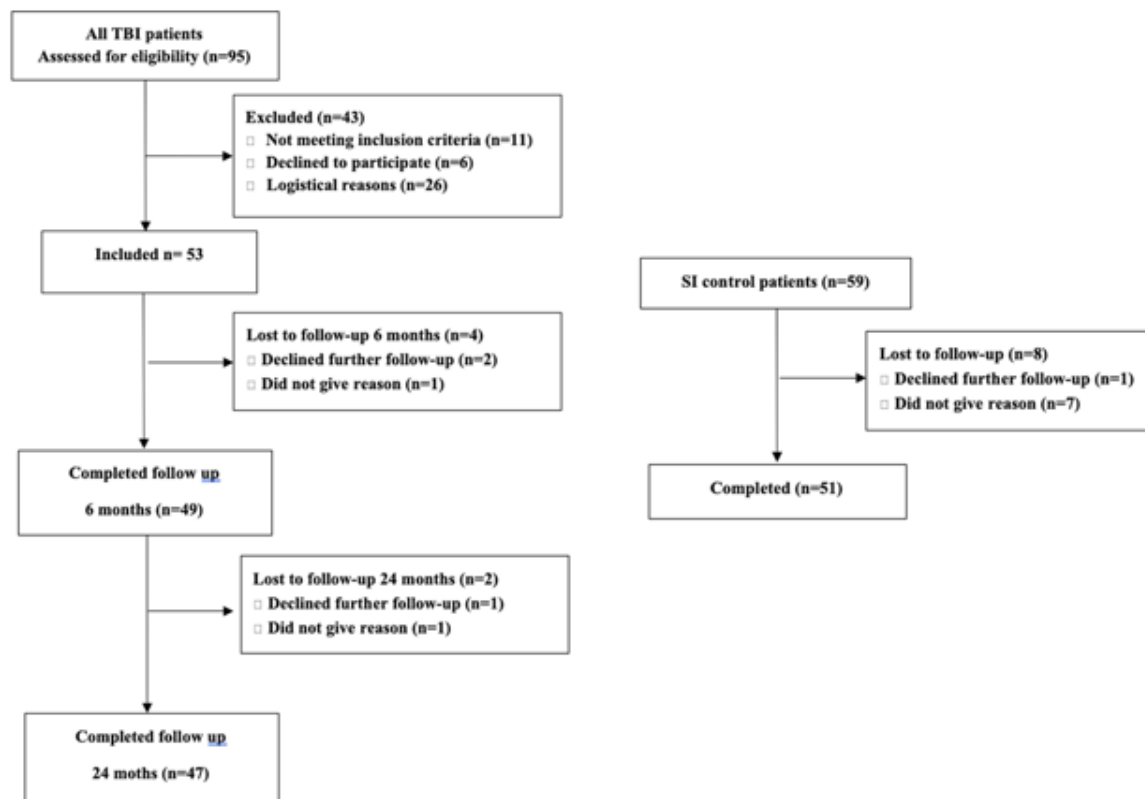 All TBI patients
Assessed for eligibility (n=95)
Excluded (n=43)
Not meeting inclusion criteria (n=11)
Declined to participate (n=6)
Logistical reasons (n=26)
Included n= 53
Lost to follow-up 6 months (n=4)
Declined further follow-up (n=2)
Did not give reason (n=1)
Completed follow up
6 months (n=49)
Lost to follow-up 24 months (n=2)
Declined further follow-up (n=1)
Did not give reason (n=1)
Completed follow up
24 moths (n=47)
SI control patients (n=59)
Lost to follow-up (n=8)
Declined further follow-up (n=1)
Did not give reason (n=7)
Completed (n=51)